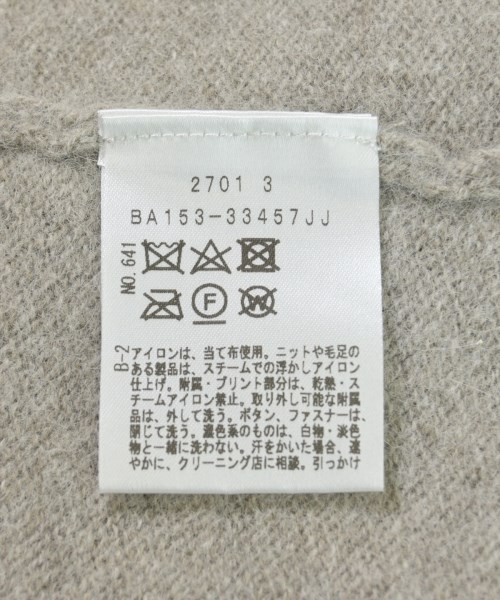 2701 3
BA153-33457JJ
NO.641
F
W
B-2
アイロンは、当て布使用。ニットや毛足の
ある製品は、スチームでの浮かしアイロン
仕上げ。附属・プリント部分は、乾熱・ス
チームアイロン禁止。取り外し可能な附属
品は、外して洗う。ボタン、ファスナーは、
閉じて洗う。濃色系のものは、白物・淡色
物と一緒に洗わない。汗をかいた場合、速
やかに、クリーニング店に相談。引っかけ